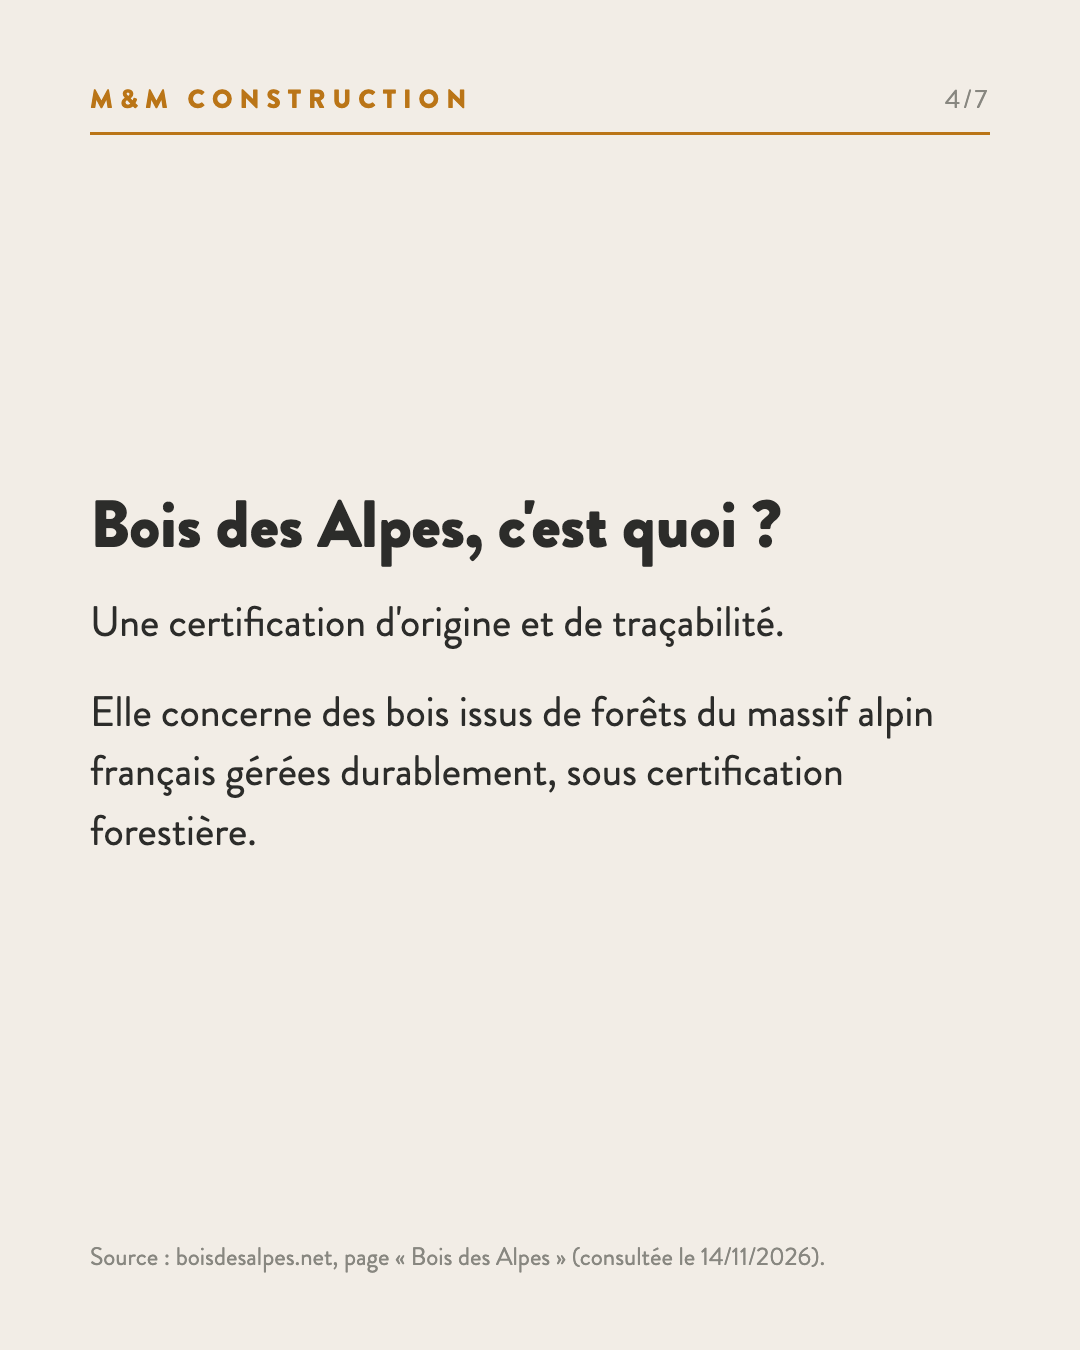 M&M CONSTRUCTION
4/7
Bois des Alpes, c'est quoi ?
Une certification d'origine et de traçabilité.
Elle concerne des bois issus de forêts du massif alpin
français gérées durablement, sous certification
forestière.
Source : boisdesalpes.net, page « Bois des Alpes » (consultée le 14/11/2026).